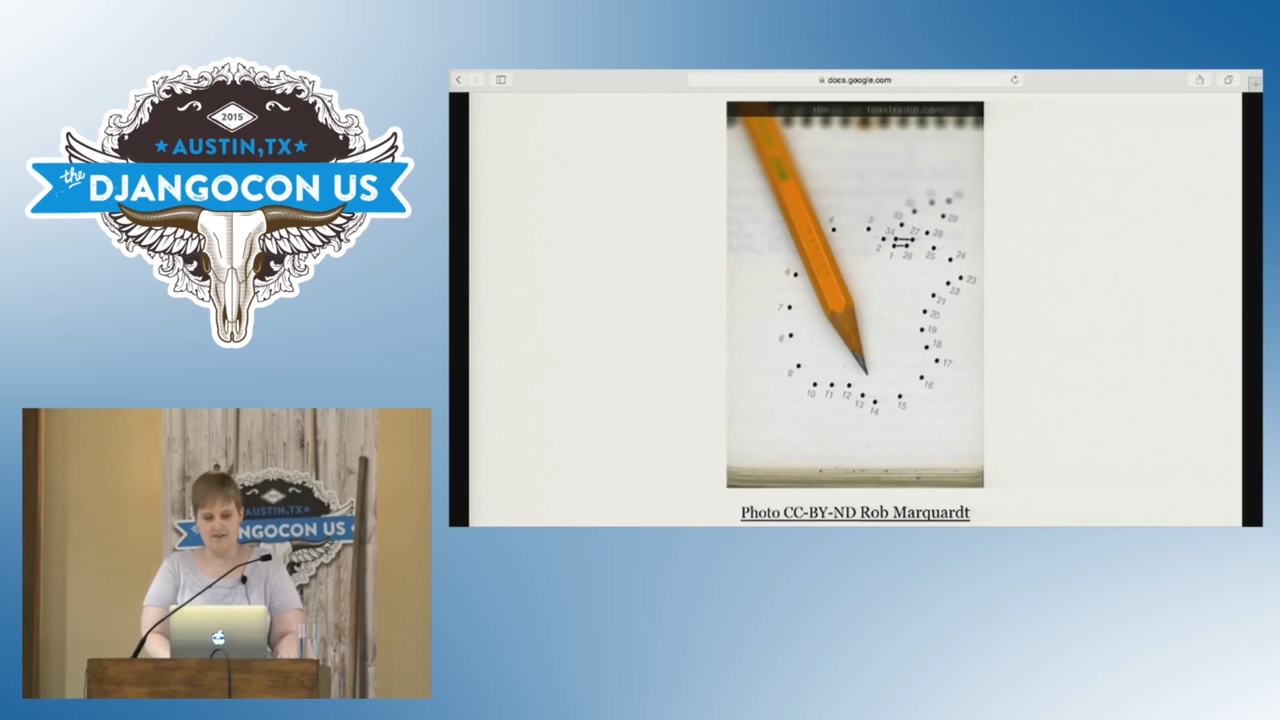 2015
AUSTIN, TX
the
DJANGOCON US
docs.google.com
rlm toastradio.com
4 3 33 29
34 27 28
2
1 26 25 24
6 23
22
7 21
20
8 19
18
9 17
16
10 11 12 13 14 15
Photo CC-BY-ND Rob Marquardt
AUSTIN,TX
NGOCON US